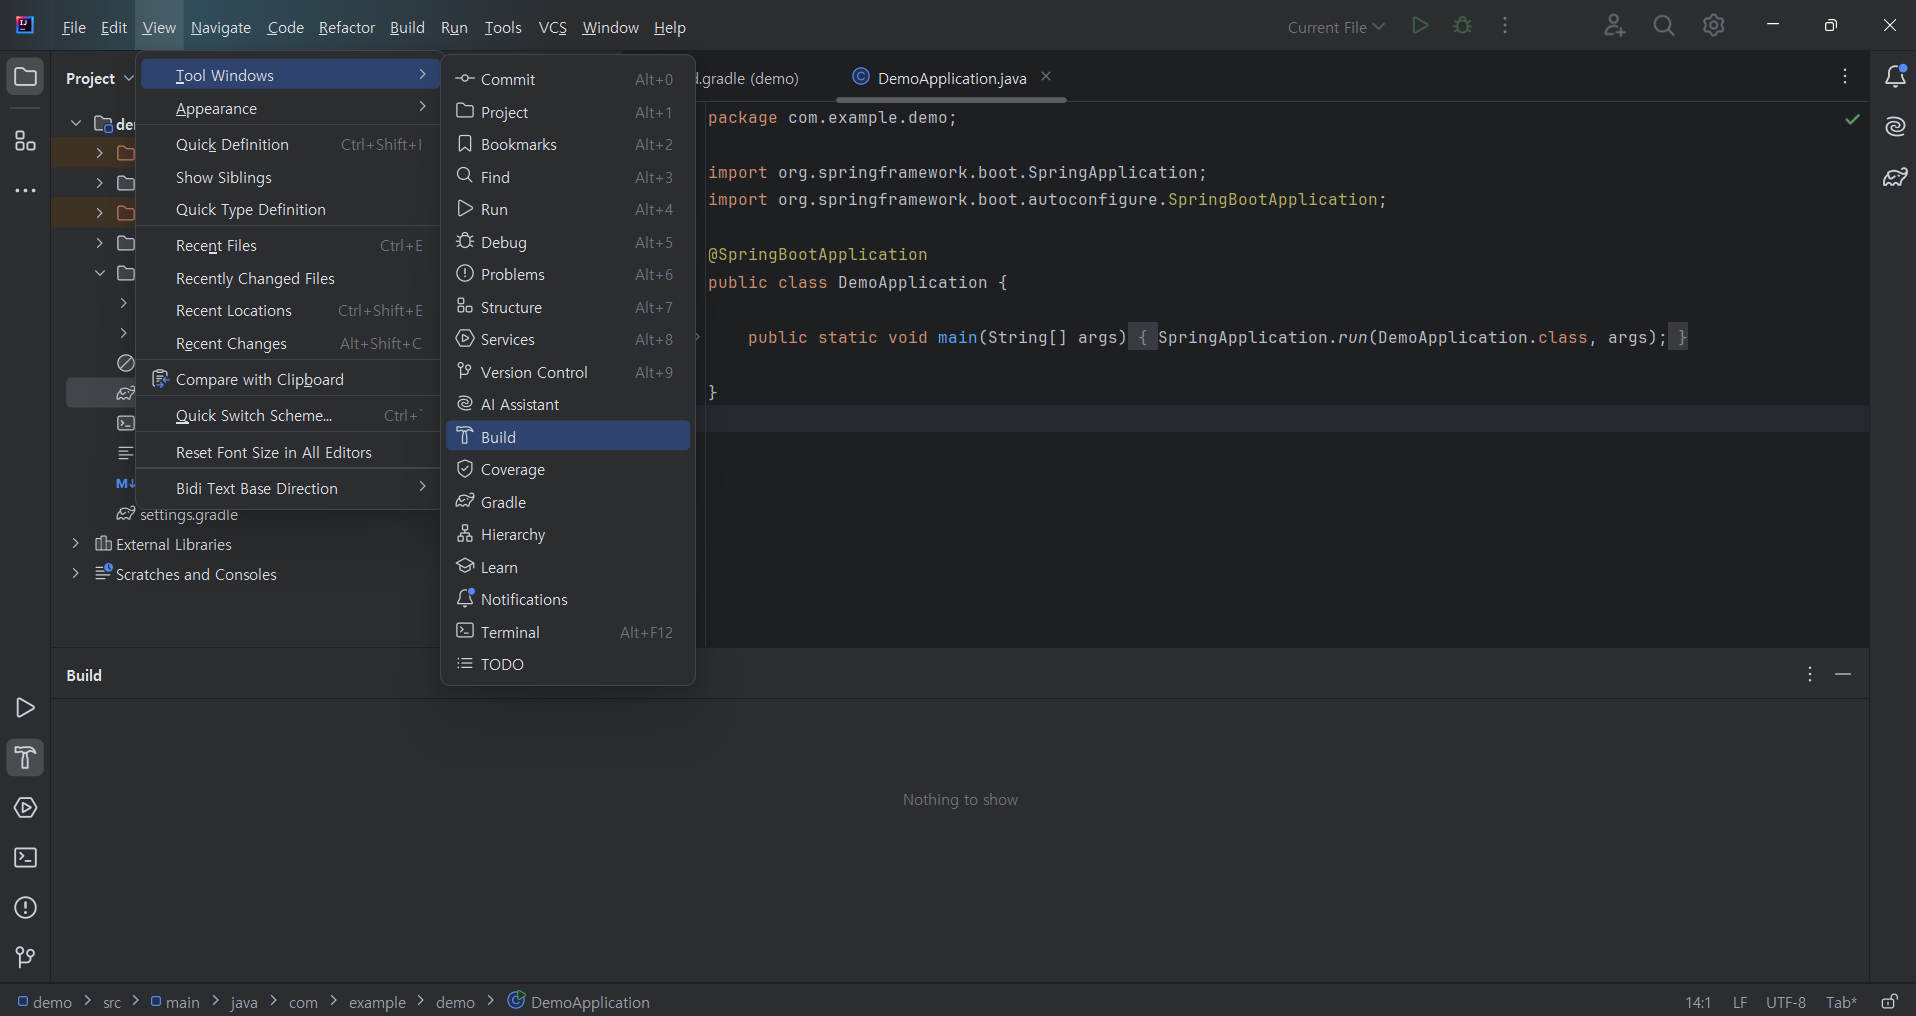 File Edit View Navigate Code Refactor Build Run Tools VCS Window Help Current File
Project
Tool Windows
Appearance
Quick Definition Ctrl+Shift+I
Show Siblings
Quick Type Definition
Recent Files Ctrl+E
Recently Changed Files
Recent Locations Ctrl+Shift+E
Recent Changes Alt+Shift+C
Compare with Clipboard
Quick Switch Scheme... Ctrl+`
Reset Font Size in All Editors
Bidi Text Base Direction
M↓
settings.gradle
External Libraries
Scratches and Consoles
Commit Alt+0
Project Alt+1
Bookmarks Alt+2
Find Alt+3
Run Alt+4
Debug Alt+5
Problems Alt+6
Structure Alt+7
Services Alt+8
Version Control Alt+9
AI Assistant
Build
Coverage
Gradle
Hierarchy
Learn
Notifications
Terminal Alt+F12
TODO
.gradle (demo) DemoApplication.java
package com.example.demo;
import org.springframework.boot.SpringApplication;
import org.springframework.boot.autoconfigure.SpringBootApplication;
@SpringBootApplication
public class DemoApplication {
public static void main(String[] args) { SpringApplication.run(DemoApplication.class, args); }
}
Build
Nothing to show
demo > src > main > java > com > example > demo > DemoApplication 14:1 LF UTF-8 Tab*